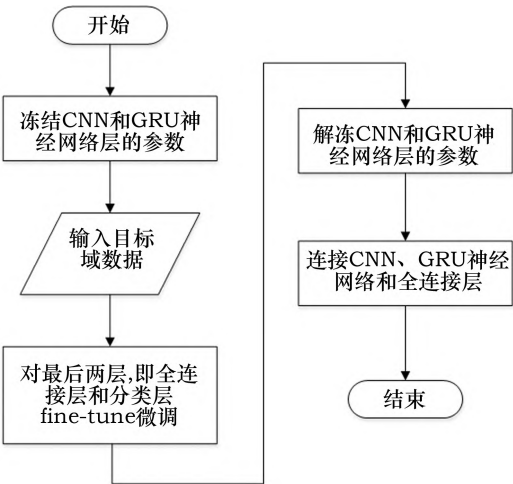 开始
冻结CNN和GRU神
经网络层的参数
输入目标
域数据
对最后两层,即全连
接层和分类层
fine-tune微调
解冻CNN和GRU神
经网络层的参数
连接CNN、GRU神经
网络和全连接层
结束